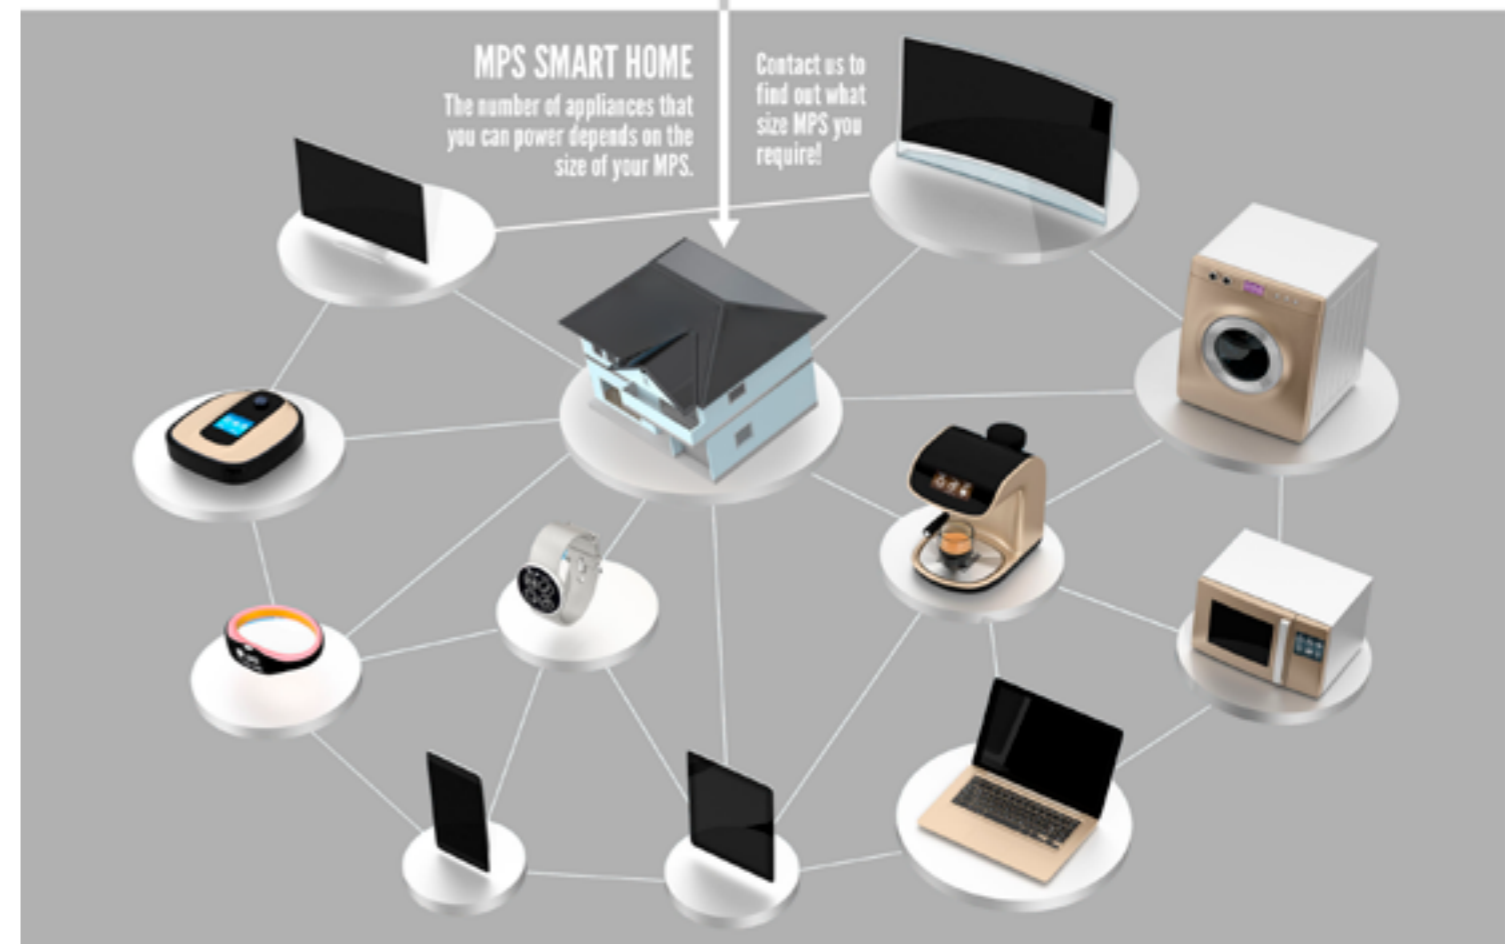 MPS SMART HOME
The number of appliances that
you can power depends on the
size of your MPS.
Contact us to
find out what
size MPS you
require!